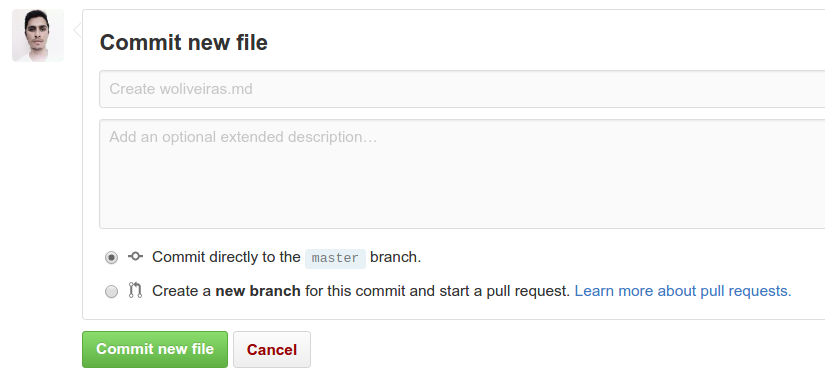 Commit new file
Create woliveiras.md
Add an optional extended description…
Commit directly to the master branch.
Create a new branch for this commit and start a pull request. Learn more about pull requests.
Commit new file Cancel